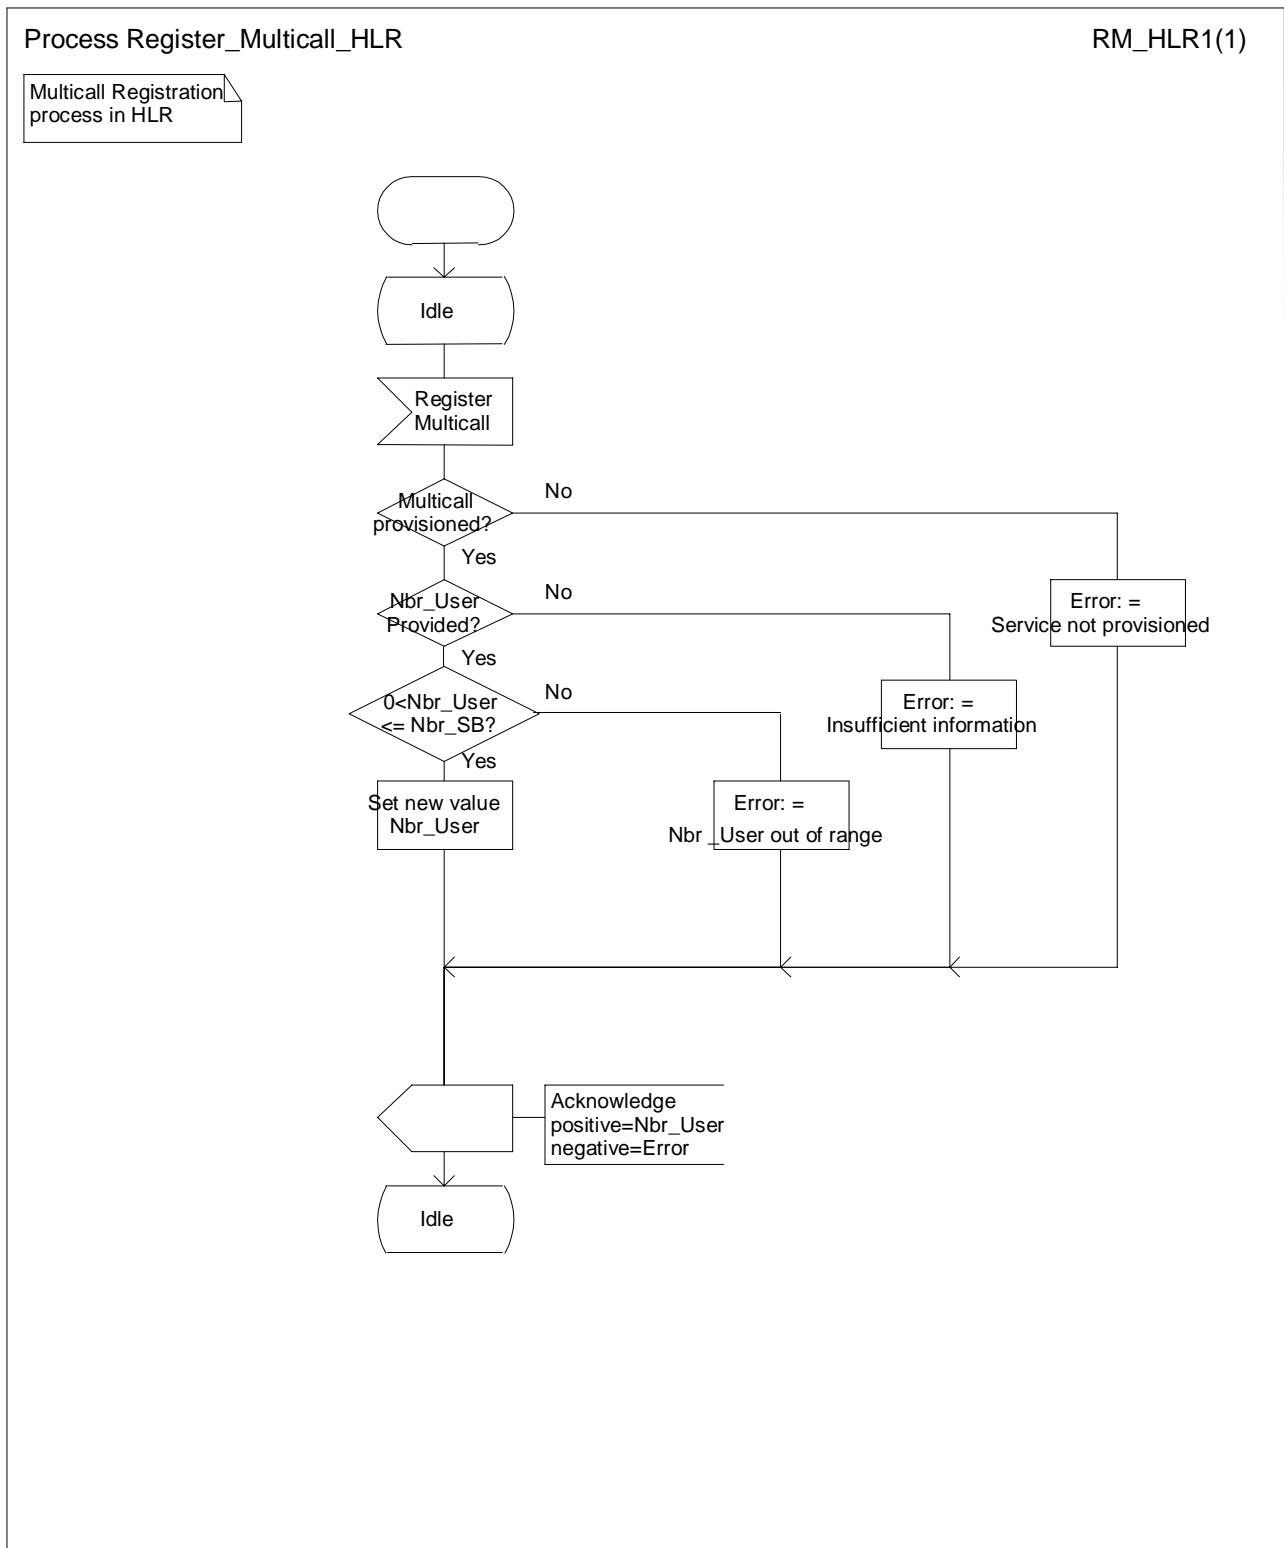 Process Register_Multicall_HLR
RM_HLR1(1)
Multicall Registration
process in HLR
Idle
Register
Multicall
Multicall
provisioned?
No
Yes
Nbr_User
Provided?
No
Yes
Error: =
Service not provisioned
0<Nbr_User
<= Nbr_SB?
No
Yes
Error: =
Insufficient information
Set new value
Nbr_User
Error: =
Nbr _User out of range
Acknowledge
positive=Nbr_User
negative=Error
Idle